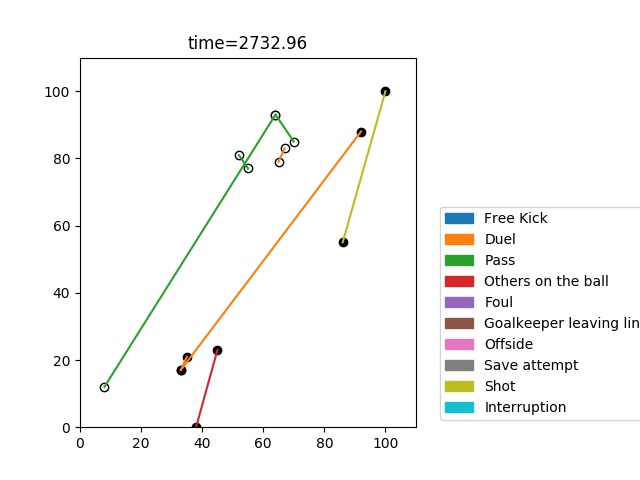 time=2732.96
100
80
60
40
20
0
0 20 40 60 80 100
Free Kick
Duel
Pass
Others on the ball
Foul
Goalkeeper leaving lin
Offside
Save attempt
Shot
Interruption